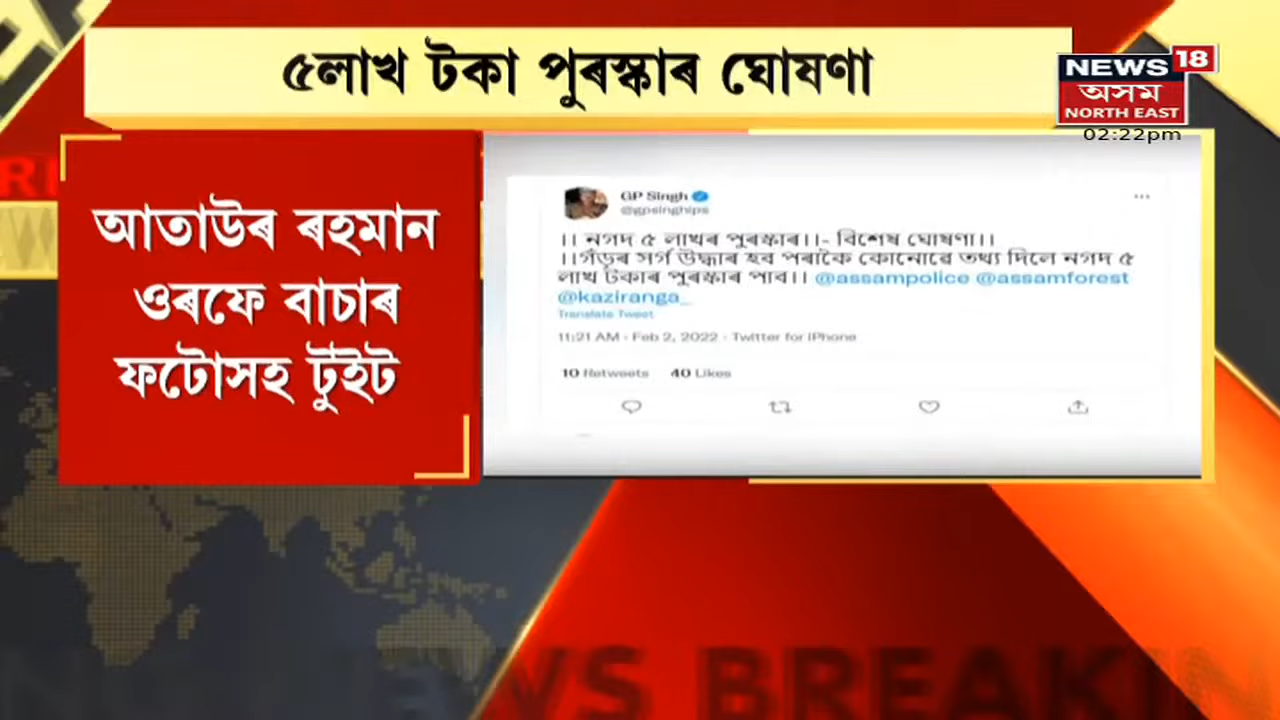 ৫লাখ টকা পুৰস্কাৰ ঘোষণা
NEWS 18
অসম
NORTH EAST
02:22pm
আতাউৰ ৰহমান
ওৰফে বাচাৰ
ফটোসহ টুইট
GP Singh
@gpsinghips
।। নগদ ৫ লাখৰ পুৰস্কাৰ।।- বিশেষ ঘোষণা।।
।।গঁড়ৰ সৰ্গ উদ্ধাৰ হব পৰাকৈ কোনোৱে তথ্য দিলে নগদ ৫
লাখ টকাৰ পুৰস্কাৰ পাব।। @assampolice @assamforest
@kaziranga_
Translate Tweet
11:21 AM · Feb 2, 2022 · Twitter for iPhone
10 Retweets 40 Likes
NEWS BREAKIN